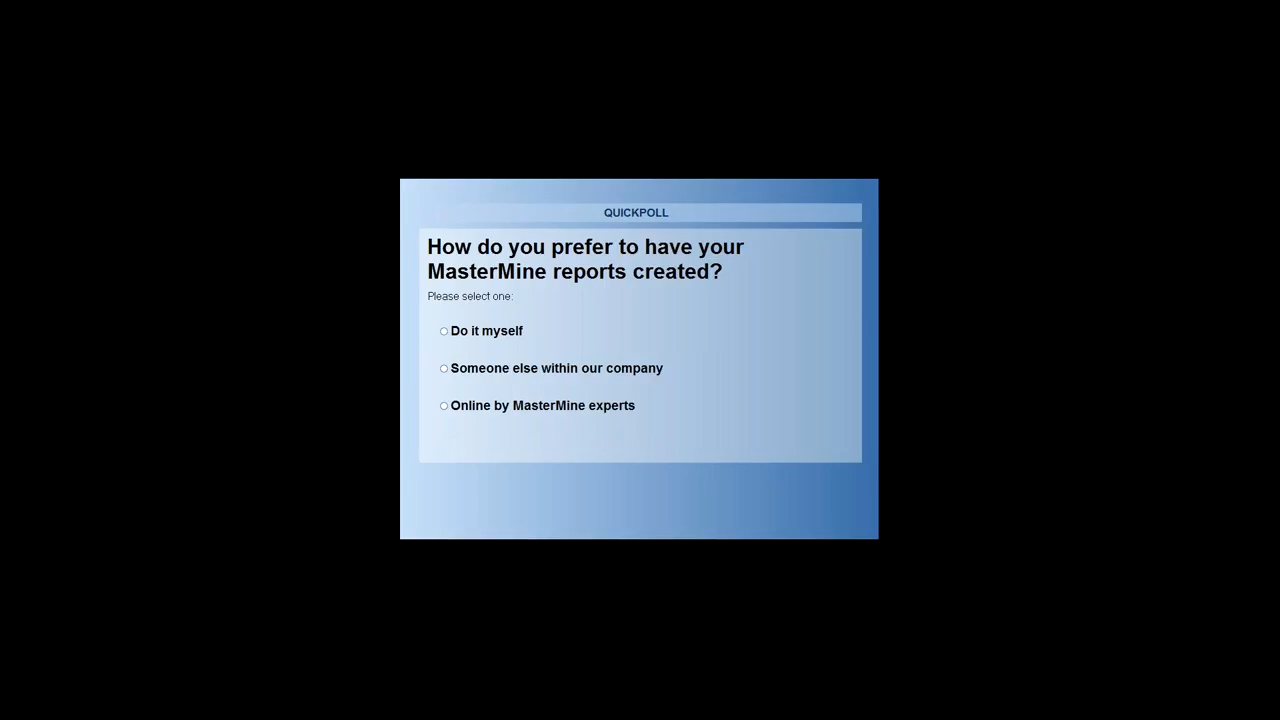 QUICKPOLL
How do you prefer to have your
MasterMine reports created?
Please select one:
Do it myself
Someone else within our company
Online by MasterMine experts